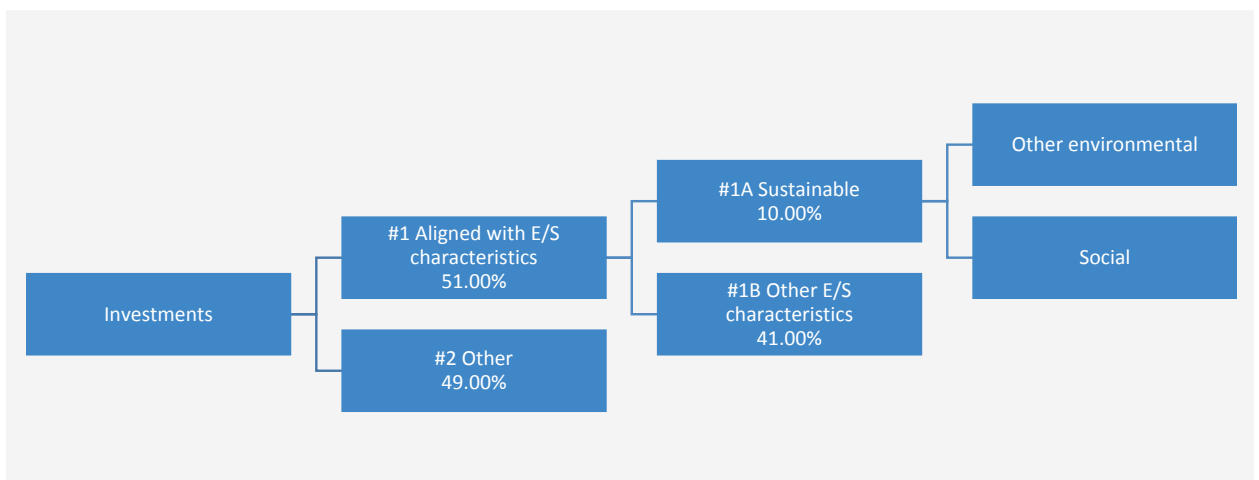 Investments
#1 Aligned with E/S
characteristics
51.00%
#2 Other
49.00%
#1A Sustainable
10.00%
#1B Other E/S
characteristics
41.00%
Other environmental
Social